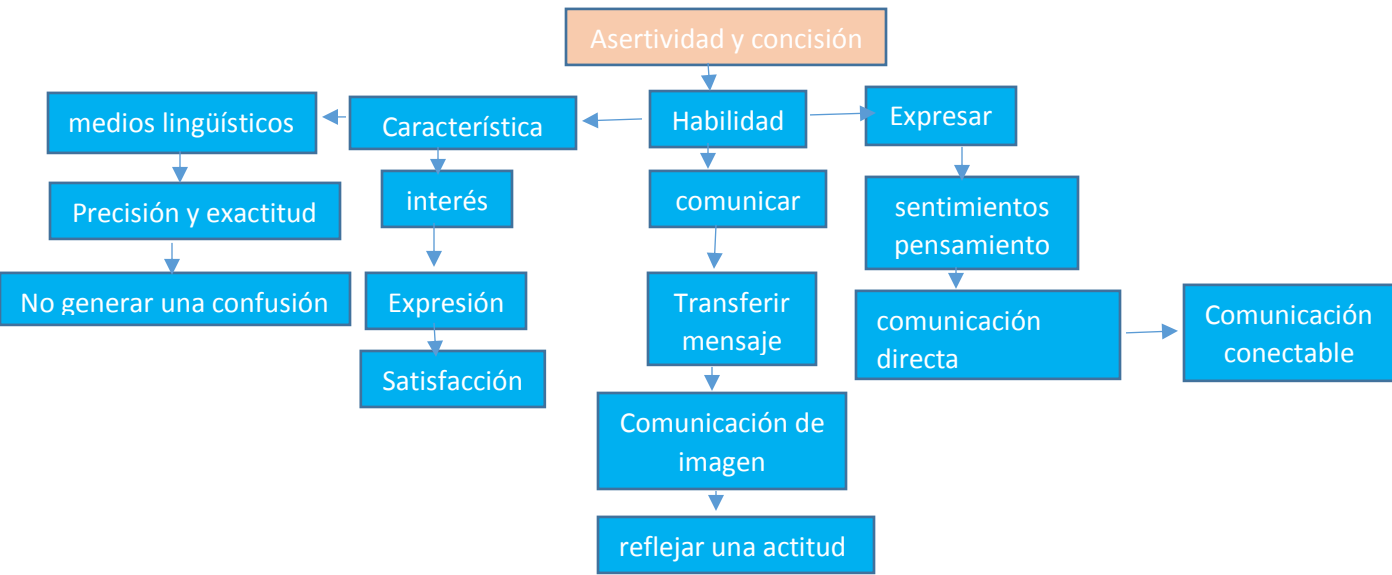 Asertividad y concisión
medios lingüísticos
Característica
Habilidad
Expresar
Precisión y exactitud
interés
comunicar
sentimientos
pensamiento
No generar una confusión
Expresión
Transferir
mensaje
comunicación
directa
Comunicación
conectable
Satisfacción
Comunicación de
imagen
reflejar una actitud